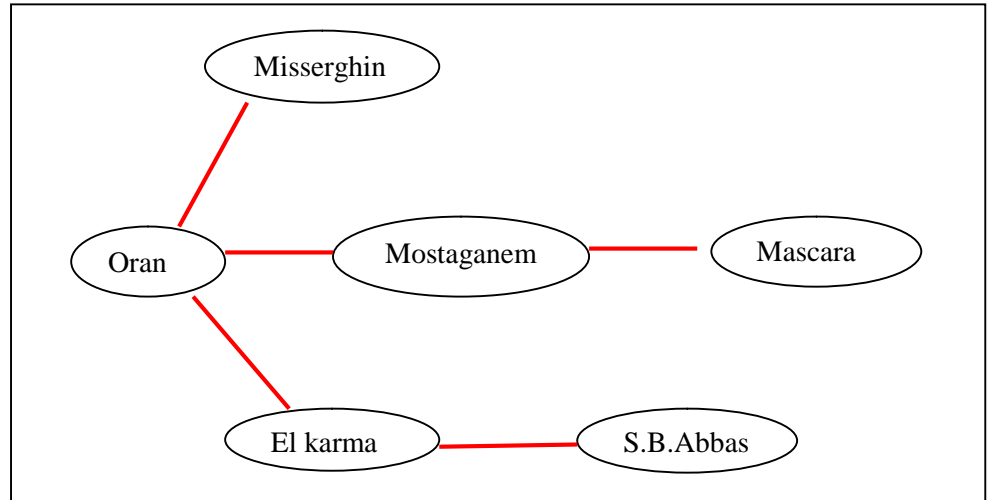 Misserghin
Oran
Mostaganem
Mascara
El karma
S.B.Abbas